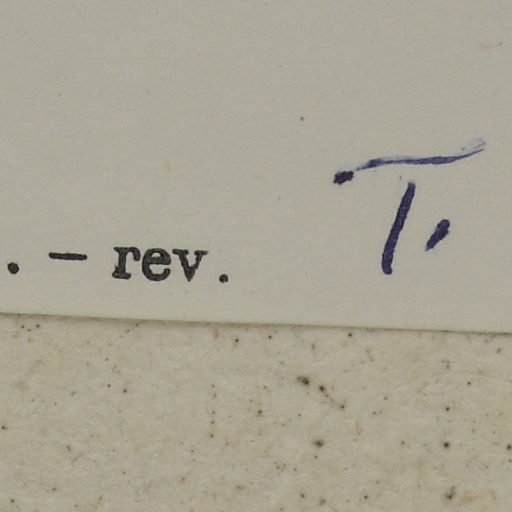 . — rev. T.